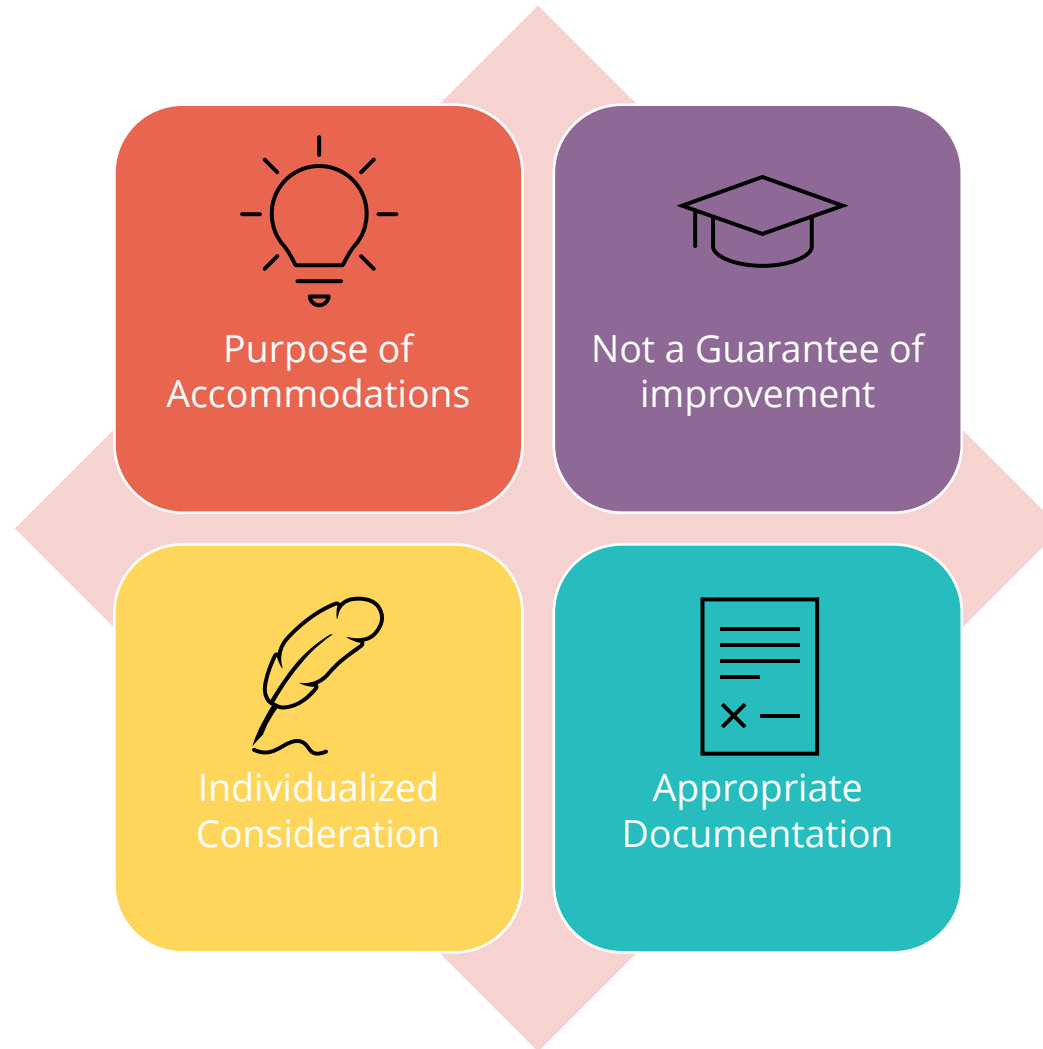 Purpose of
Accommodations
Not a Guarantee of
improvement
Individualized
Consideration
Appropriate
Documentation